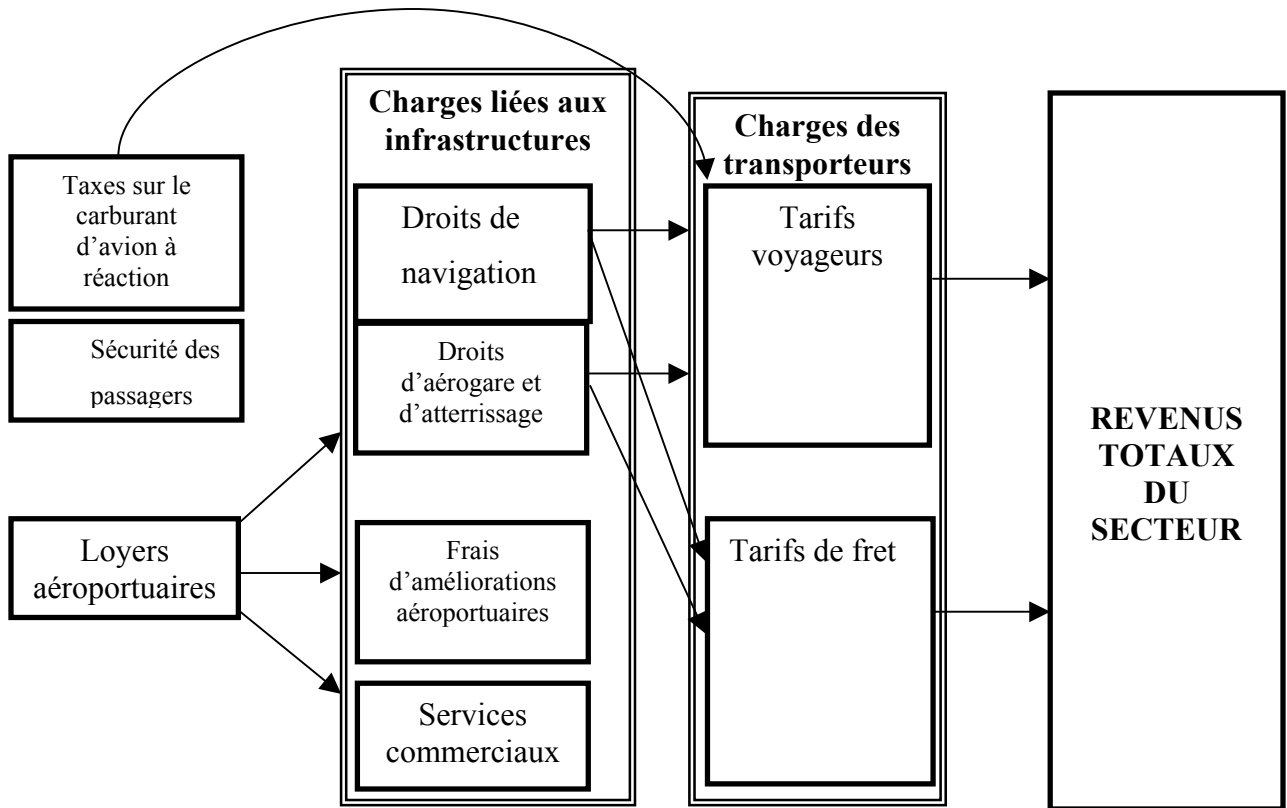 Taxes sur le
carburant
d’avion à
réaction
Sécurité des
passagers
Loyers
aéroportuaires
Charges liées aux
infrastructures
Droits de
navigation
Droits
d’aérogare et
d’atterrissage
Frais
d’améliorations
aéroportuaires
Services
commerciaux
Charges des
transporteurs
Tarifs
voyageurs
Tarifs de fret
REVENUS
TOTAUX
DU
SECTEUR